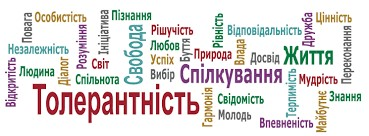 Відкритість
Незалежність
Повага
Людина
Особистість
Діалог
Розуміння
Ініціатива
Світ
Пізнання
Спільнота
Свобода
Рішучість
Любов
Успіх
Вибір
Буття
Природа
Рівність
Влада
Відповідальність
Досвід
Дружба
Життя
Цінність
Переконання
Спілкування
Мудрість
Толерантність
Гармонія
Свідомість
Молодь
Впевненість
Терпимість
Майбутнє
Знання